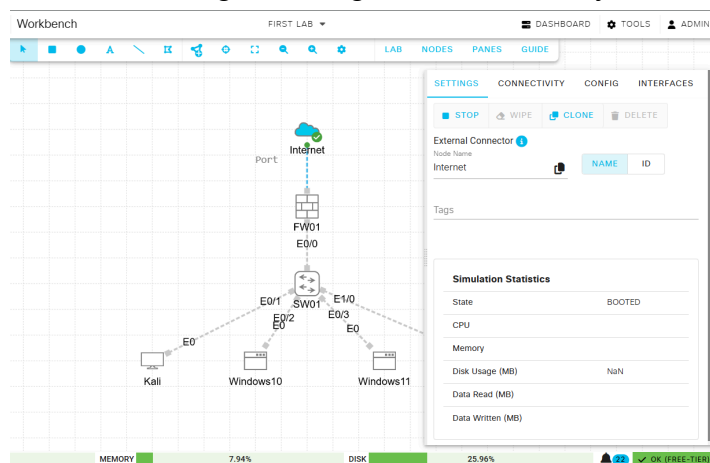 Workbench
FIRST LAB
DASHBOARD
TOOLS
ADMIN
A
LAB
NODES
PANES
GUIDE
SETTINGS
CONNECTIVITY
CONFIG
INTERFACES
STOP
WIPE
CLONE
DELETE
External Connector
Node Name
Internet
NAME
ID
Tags
Simulation Statistics
State BOOTED
CPU
Memory
Disk Usage (MB) NaN
Data Read (MB)
Data Written (MB)
Internet
Port
FW01
E0/0
SW01
E0/1
E1/0
E0/2
E0/3
E0
E0
E0
Kali
Windows10
Windows11
MEMORY 7.94%
DISK 25.96%
22
OK (FREE-TIER)